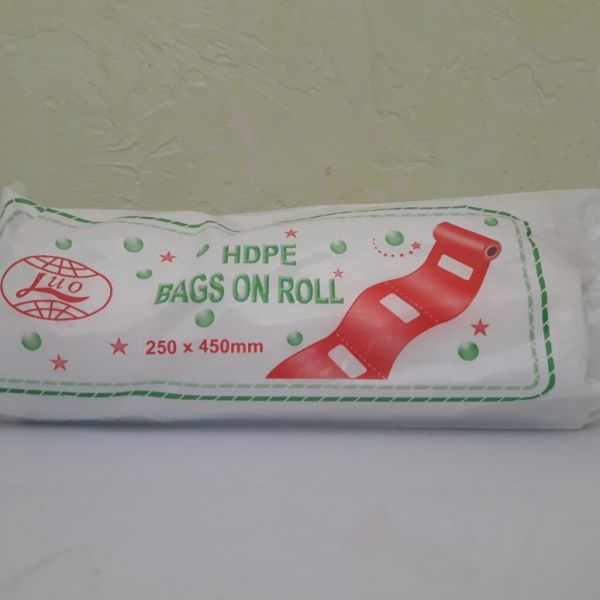 Luo
HDPE
BAGS ON ROLL
250 x 450mm